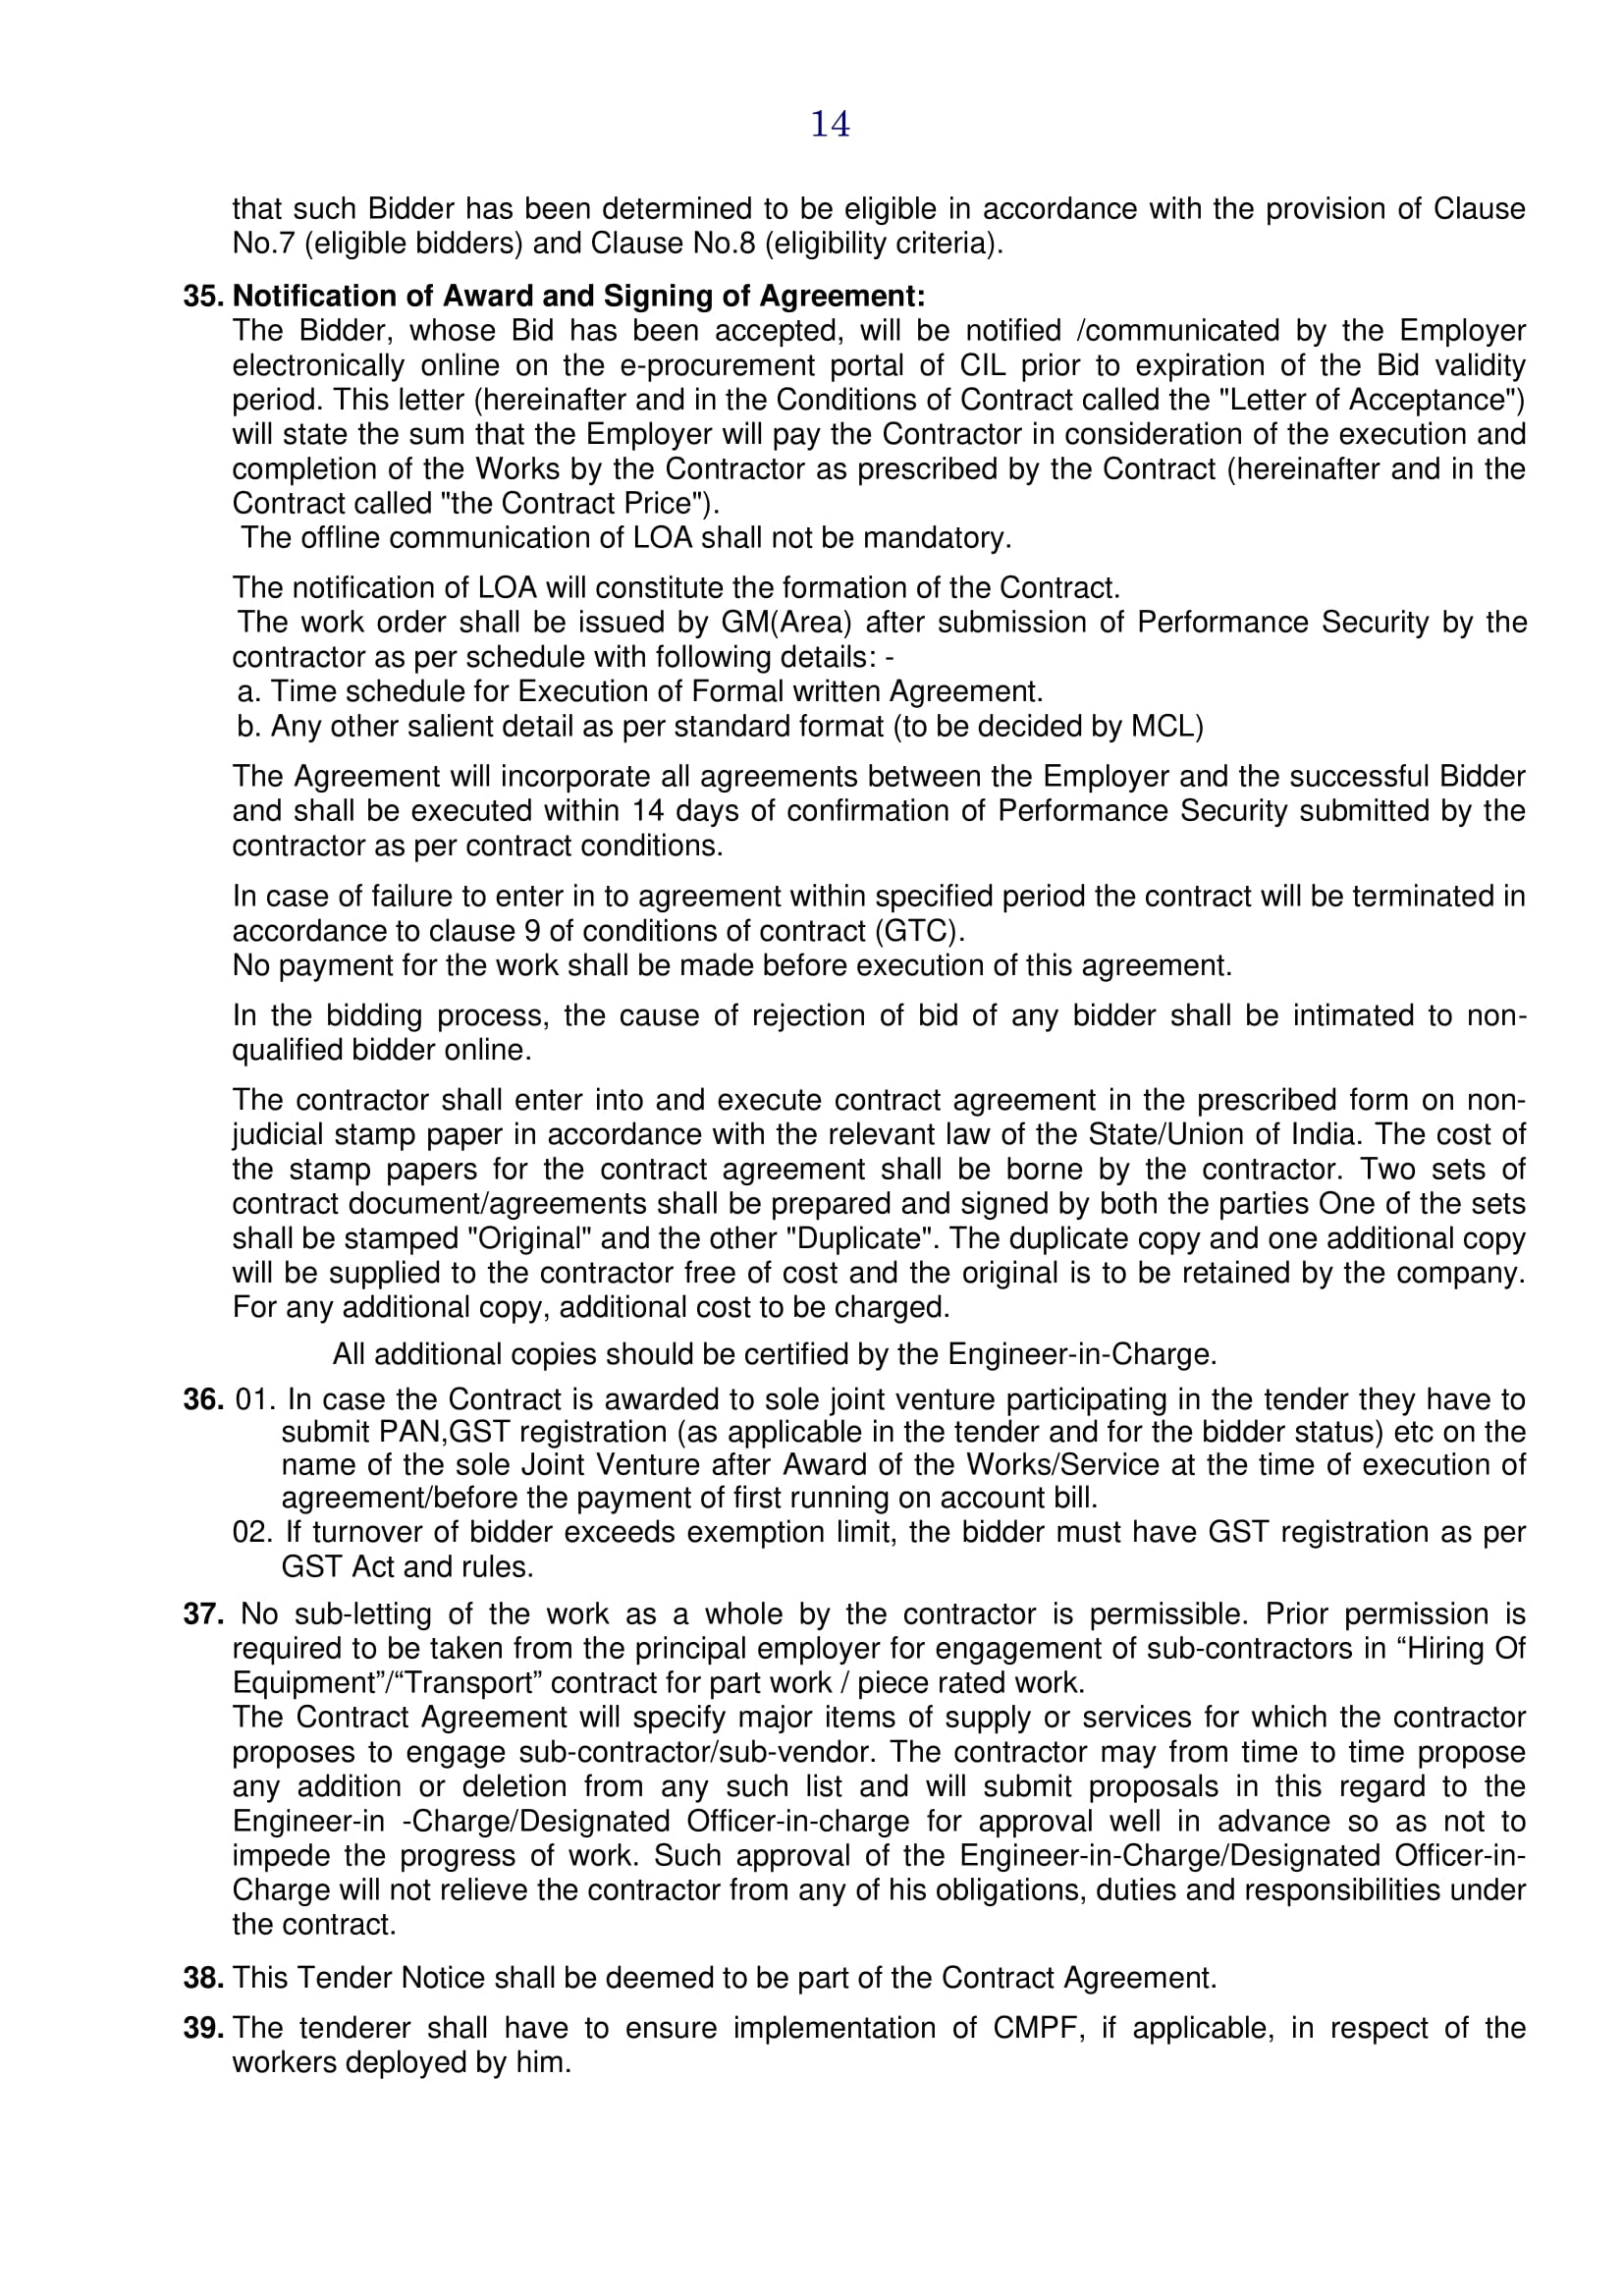 14
that such Bidder has been determined to be eligible in accordance with the provision of Clause
No.7 (eligible bidders) and Clause No.8 (eligibility criteria).
35. Notification of Award and Signing of Agreement:
The Bidder, whose Bid has been accepted, will be notified /communicated by the Employer
electronically online on the e-procurement portal of CIL prior to expiration of the Bid validity
period. This letter (hereinafter and in the Conditions of Contract called the "Letter of Acceptance")
will state the sum that the Employer will pay the Contractor in consideration of the execution and
completion of the Works by the Contractor as prescribed by the Contract (hereinafter and in the
Contract called "the Contract Price").
The offline communication of LOA shall not be mandatory.
The notification of LOA will constitute the formation of the Contract.
The work order shall be issued by GM(Area) after submission of Performance Security by the
contractor as per schedule with following details: -
a. Time schedule for Execution of Formal written Agreement.
b. Any other salient detail as per standard format (to be decided by MCL)
The Agreement will incorporate all agreements between the Employer and the successful Bidder
and shall be executed within 14 days of confirmation of Performance Security submitted by the
contractor as per contract conditions.
In case of failure to enter in to agreement within specified period the contract will be terminated in
accordance to clause 9 of conditions of contract (GTC).
No payment for the work shall be made before execution of this agreement.
In the bidding process, the cause of rejection of bid of any bidder shall be intimated to non-
qualified bidder online.
The contractor shall enter into and execute contract agreement in the prescribed form on non-
judicial stamp paper in accordance with the relevant law of the State/Union of India. The cost of
the stamp papers for the contract agreement shall be borne by the contractor. Two sets of
contract document/agreements shall be prepared and signed by both the parties One of the sets
shall be stamped "Original" and the other "Duplicate". The duplicate copy and one additional copy
will be supplied to the contractor free of cost and the original is to be retained by the company.
For any additional copy, additional cost to be charged.
All additional copies should be certified by the Engineer-in-Charge.
36. 01. In case the Contract is awarded to sole joint venture participating in the tender they have to
submit PAN,GST registration (as applicable in the tender and for the bidder status) etc on the
name of the sole Joint Venture after Award of the Works/Service at the time of execution of
agreement/before the payment of first running on account bill.
02. If turnover of bidder exceeds exemption limit, the bidder must have GST registration as per
GST Act and rules.
37. No sub-letting of the work as a whole by the contractor is permissible. Prior permission is
required to be taken from the principal employer for engagement of sub-contractors in “Hiring Of
Equipment”/“Transport” contract for part work / piece rated work.
The Contract Agreement will specify major items of supply or services for which the contractor
proposes to engage sub-contractor/sub-vendor. The contractor may from time to time propose
any addition or deletion from any such list and will submit proposals in this regard to the
Engineer-in -Charge/Designated Officer-in-charge for approval well in advance so as not to
impede the progress of work. Such approval of the Engineer-in-Charge/Designated Officer-in-
Charge will not relieve the contractor from any of his obligations, duties and responsibilities under
the contract.
38. This Tender Notice shall be deemed to be part of the Contract Agreement.
39. The tenderer shall have to ensure implementation of CMPF, if applicable, in respect of the
workers deployed by him.